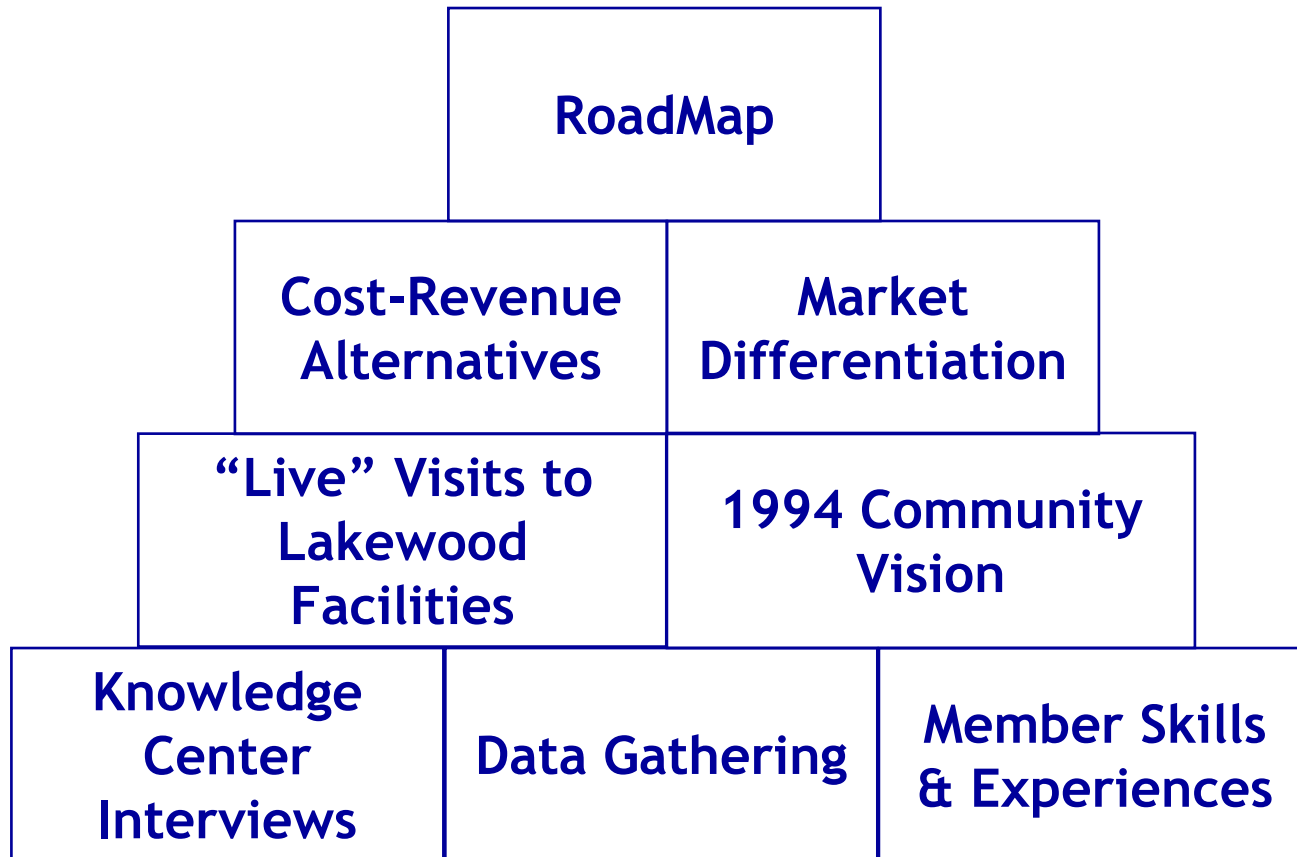 RoadMap
Cost-Revenue
Alternatives
Market
Differentiation
“Live” Visits to
Lakewood
Facilities
1994 Community
Vision
Knowledge
Center
Interviews
Data Gathering
Member Skills
& Experiences